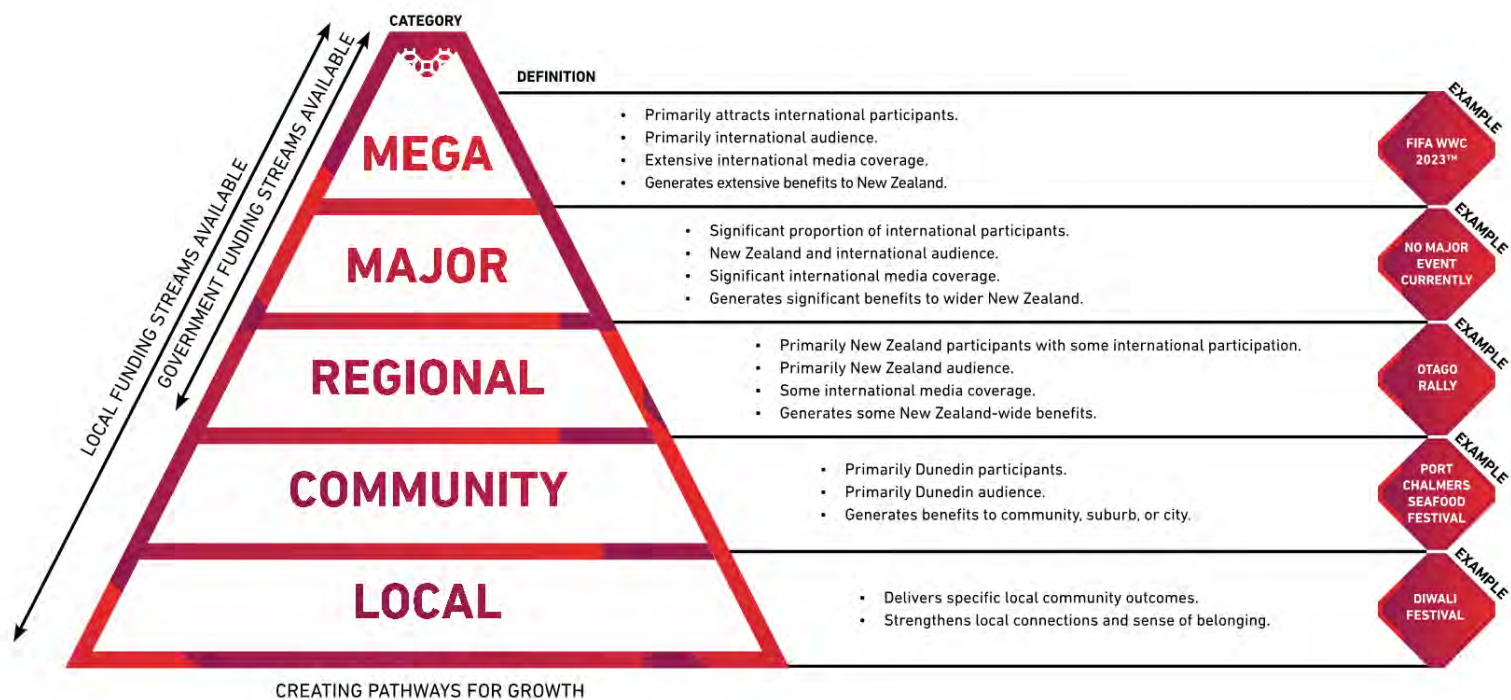 CATEGORY
LOCAL FUNDING STREAMS AVAILABLE
GOVERNMENT FUNDING STREAMS AVAILABLE
DEFINITION
MEGA
• Primarily attracts international participants.
• Primarily international audience.
• Extensive international media coverage.
• Generates extensive benefits to New Zealand.
EXAMPLE
FIFA WWC
2023™
MAJOR
• Significant proportion of international participants.
• New Zealand and international audience.
• Significant international media coverage.
• Generates significant benefits to wider New Zealand.
EXAMPLE
NO MAJOR
EVENT
CURRENTLY
REGIONAL
• Primarily New Zealand participants with some international participation.
• Primarily New Zealand audience.
• Some international media coverage.
• Generates some New Zealand-wide benefits.
EXAMPLE
OTAGO
RALLY
COMMUNITY
• Primarily Dunedin participants.
• Primarily Dunedin audience.
• Generates benefits to community, suburb, or city.
EXAMPLE
PORT
CHALMERS
SEAFOOD
FESTIVAL
LOCAL
• Delivers specific local community outcomes.
• Strengthens local connections and sense of belonging.
EXAMPLE
DIWALI
FESTIVAL
CREATING PATHWAYS FOR GROWTH